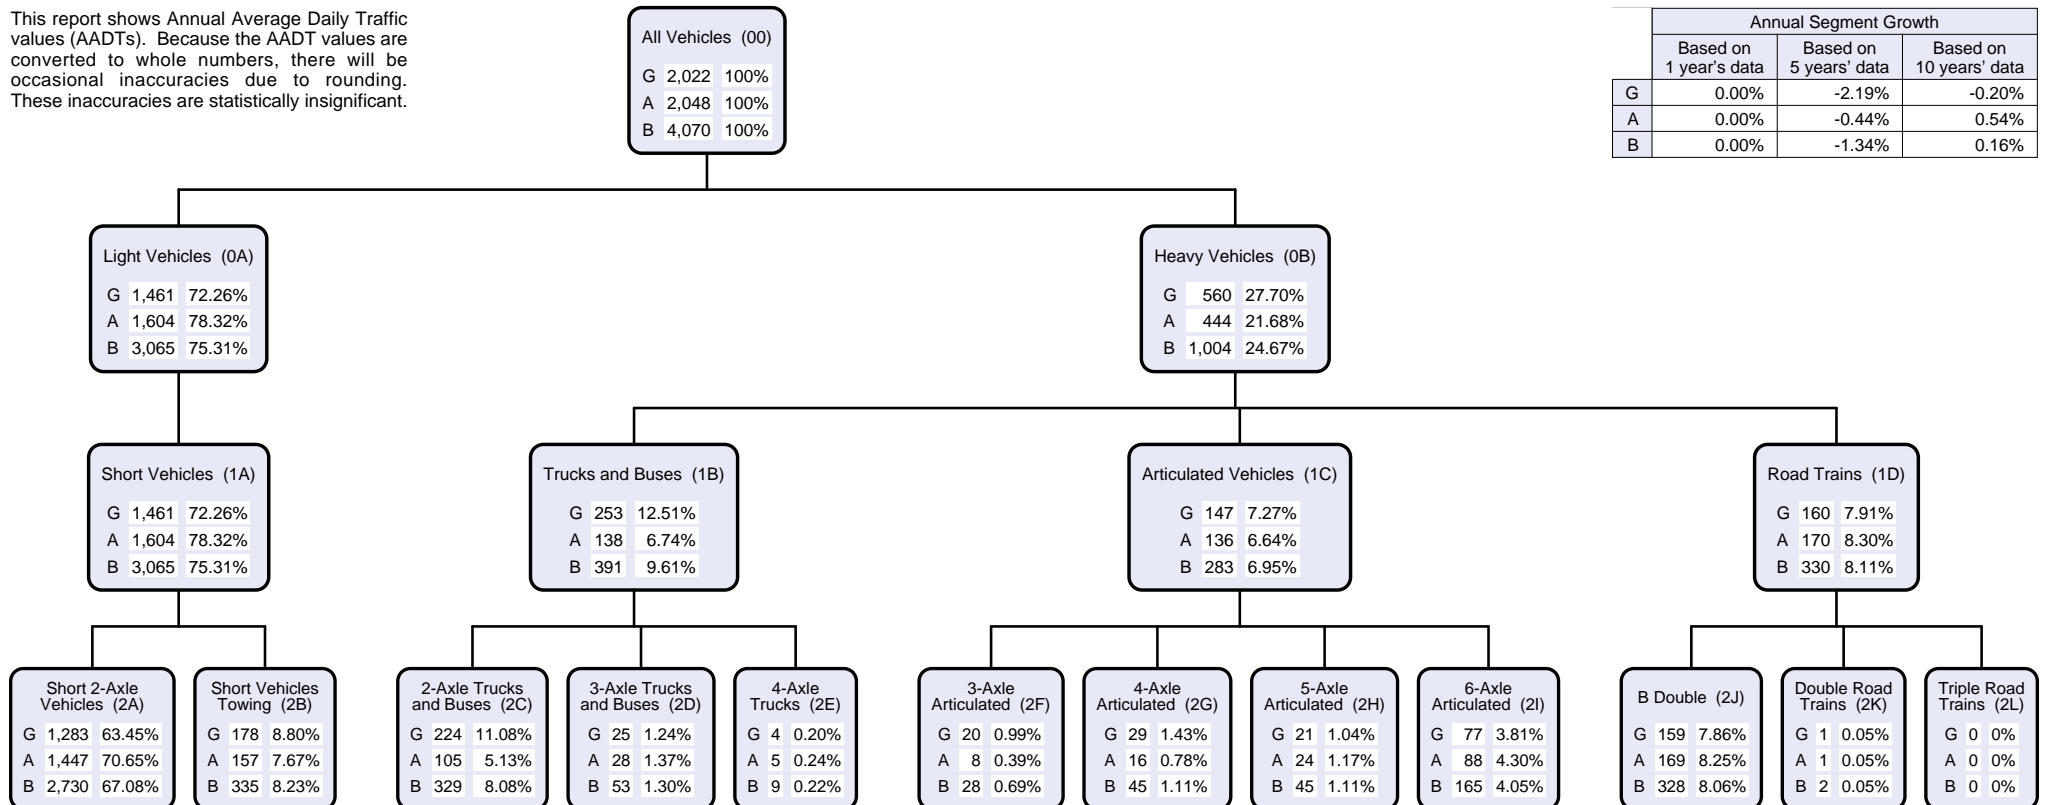 This report shows Annual Average Daily Traffic
values (AADTs). Because the AADT values are
converted to whole numbers, there will be
occasional inaccuracies due to rounding.
These inaccuracies are statistically insignificant.
All Vehicles (00)
G 2,022 100%
A 2,048 100%
B 4,070 100%
Annual Segment Growth
Based on 1 year's data Based on 5 years' data Based on 10 years' data
G 0.00% -2.19% -0.20%
A 0.00% -0.44% 0.54%
B 0.00% -1.34% 0.16%
Light Vehicles (0A)
G 1,461 72.26%
A 1,604 78.32%
B 3,065 75.31%
Heavy Vehicles (0B)
G 560 27.70%
A 444 21.68%
B 1,004 24.67%
Short Vehicles (1A)
G 1,461 72.26%
A 1,604 78.32%
B 3,065 75.31%
Trucks and Buses (1B)
G 253 12.51%
A 138 6.74%
B 391 9.61%
Articulated Vehicles (1C)
G 147 7.27%
A 136 6.64%
B 283 6.95%
Road Trains (1D)
G 160 7.91%
A 170 8.30%
B 330 8.11%
Short 2-Axle
Vehicles (2A)
G 1,283 63.45%
A 1,447 70.65%
B 2,730 67.08%
Short Vehicles
Towing (2B)
G 178 8.80%
A 157 7.67%
B 335 8.23%
2-Axle Trucks
and Buses (2C)
G 224 11.08%
A 105 5.13%
B 329 8.08%
3-Axle Trucks
and Buses (2D)
G 25 1.24%
A 28 1.37%
B 53 1.30%
4-Axle
Trucks (2E)
G 4 0.20%
A 5 0.24%
B 9 0.22%
3-Axle
Articulated (2F)
G 20 0.99%
A 8 0.39%
B 28 0.69%
4-Axle
Articulated (2G)
G 29 1.43%
A 16 0.78%
B 45 1.11%
5-Axle
Articulated (2H)
G 21 1.04%
A 24 1.17%
B 45 1.11%
6-Axle
Articulated (2I)
G 77 3.81%
A 88 4.30%
B 165 4.05%
B Double (2J)
G 159 7.86%
A 169 8.25%
B 328 8.06%
Double Road
Trains (2K)
G 1 0.05%
A 1 0.05%
B 2 0.05%
Triple Road
Trains (2L)
G 0 0%
A 0 0%
B 0 0%